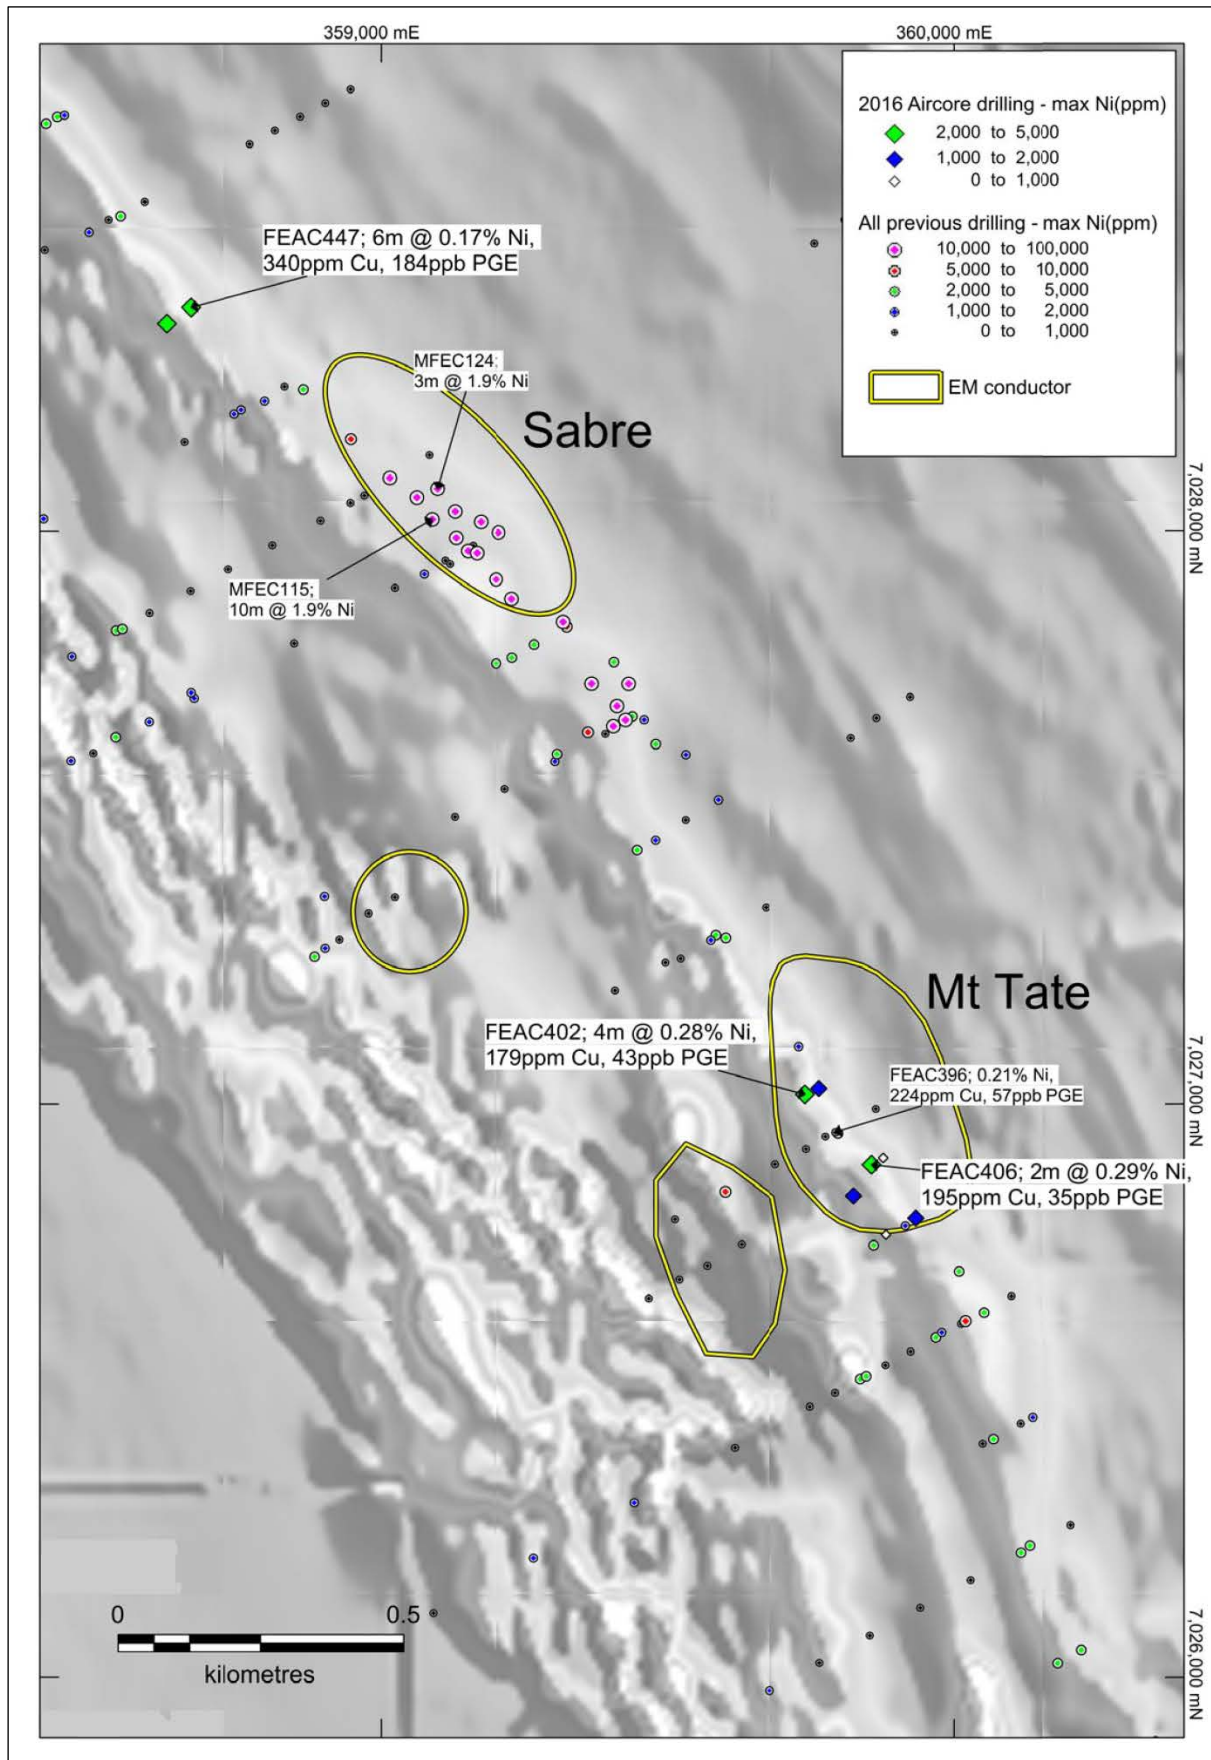 359,000 mE
360,000 mE
2016 Aircore drilling - max Ni(ppm)
2,000 to 5,000
1,000 to 2,000
0 to 1,000
All previous drilling - max Ni(ppm)
10,000 to 100,000
5,000 to 10,000
2,000 to 5,000
1,000 to 2,000
0 to 1,000
EM conductor
FEAC447; 6m @ 0.17% Ni,
340ppm Cu, 184ppb PGE
MFEC124;
3m @ 1.9% Ni
Sabre
7,028,000 mN
MFEC115;
10m @ 1.9% Ni
Mt Tate
FEAC402; 4m @ 0.28% Ni,
179ppm Cu, 43ppb PGE
FEAC396; 0.21% Ni,
224ppm Cu, 57ppb PGE
7,027,000 mN
FEAC406; 2m @ 0.29% Ni,
195ppm Cu, 35ppb PGE
0 0.5
kilometres
7,026,000 mN